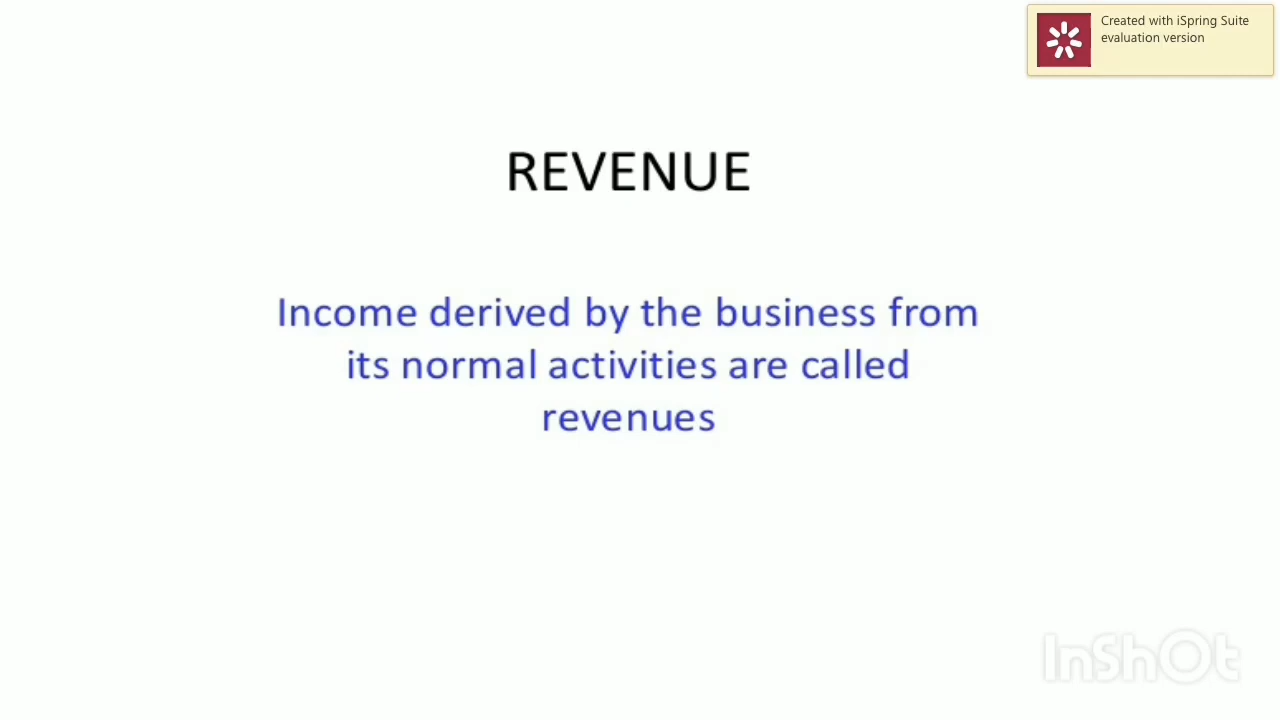 Created with iSpring Suite
evaluation version
REVENUE
Income derived by the business from
its normal activities are called
revenues
InShOt